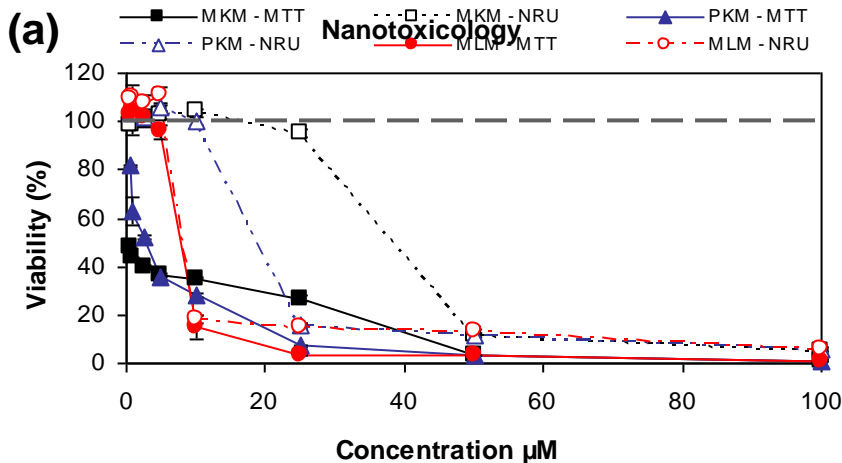 (a)
MKM - MTT MKM - NRU PKM - MTT
Nanotoxicology
PKM - NRU MLM - MTT MLM - NRU
120
100
80
60
40
20
0
Viability (%)
0 20 40 60 80 100
Concentration µM